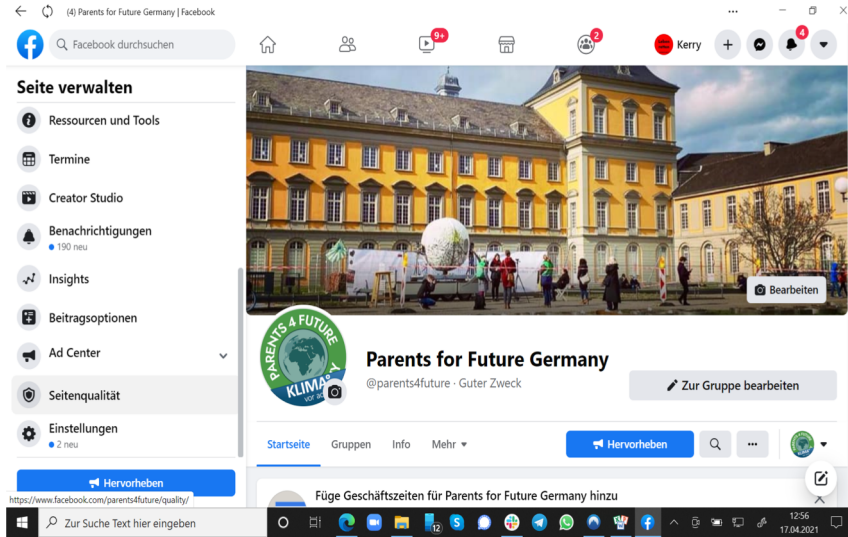 (4) Parents for Future Germany | Facebook
Facebook durchsuchen
9+
2
Kerry
4
Seite verwalten
Ressourcen und Tools
Termine
Creator Studio
Benachrichtigungen
190 neu
Insights
Beitragsoptionen
Ad Center
Seitenqualität
Einstellungen
2 neu
Hervorheben
https://www.facebook.com/parents4future/quality/
Bearbeiten
PARENTS 4 FUTURE
KLIMA
vor
Parents for Future Germany
@parents4future · Guter Zweck
Zur Gruppe bearbeiten
Startseite Gruppen Info Mehr
Hervorheben
Füge Geschäftszeiten für Parents for Future Germany hinzu
Zur Suche Text hier eingeben
12
12:56
17.04.2021